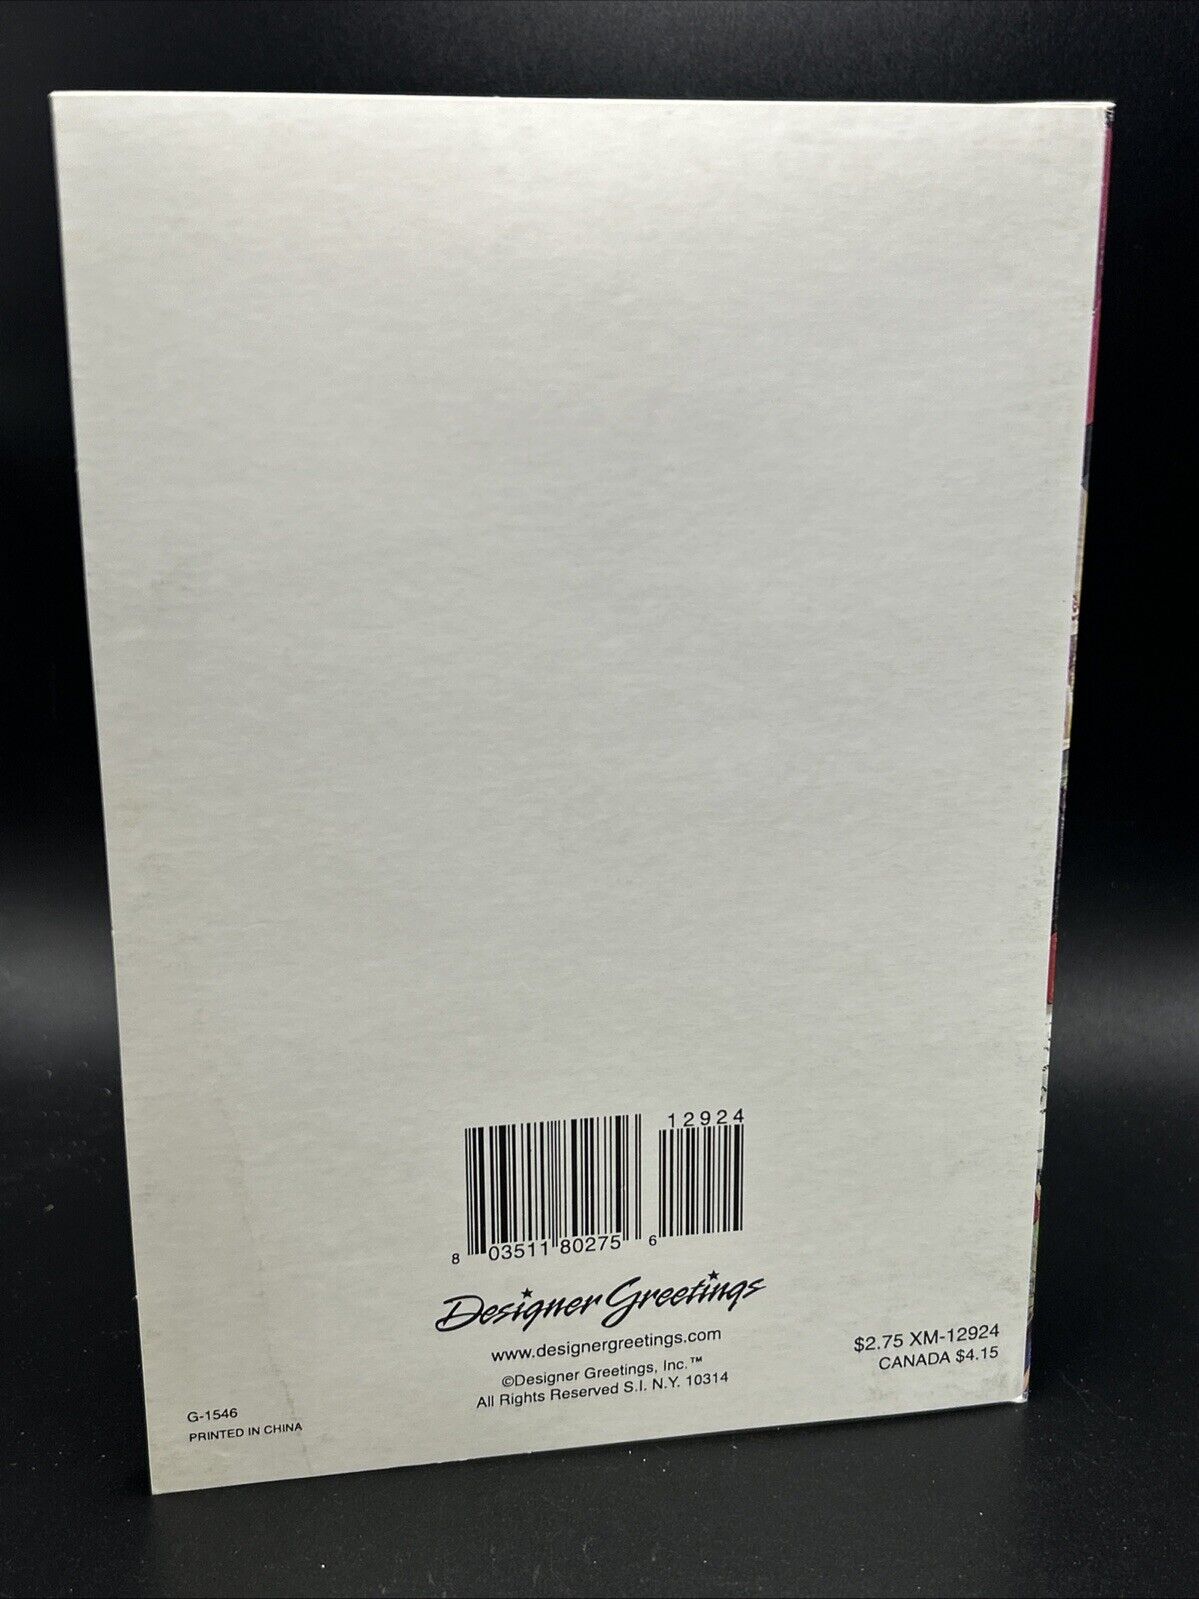 12924
8 03511 80275 6
Designer Greetings
www.designergreetings.com
©Designer Greetings, Inc.™
All Rights Reserved S.I. N.Y. 10314
$2.75 XM-12924
CANADA $4.15
G-1546
PRINTED IN CHINA